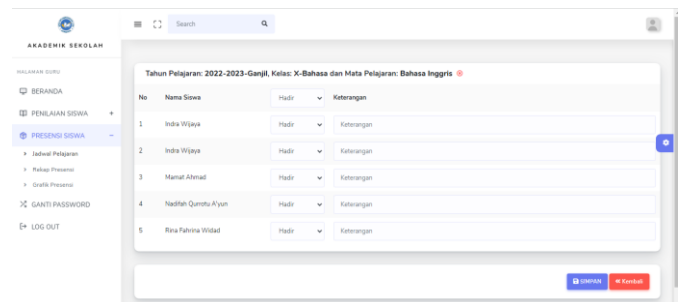 AKADEMIK SEKOLAH
HALAMAN GURU
BERANDA
PENILAIAN SISWA +
PRESENSI SISWA -
Jadwal Pelajaran
Rekap Presensi
Grafik Presensi
GANTI PASSWORD
LOG OUT
Search
Tahun Pelajaran: 2022-2023-Ganjil, Kelas: X-Bahasa dan Mata Pelajaran: Bahasa Inggris
No Nama Siswa Hadir Keterangan
1 Indra Wijaya Hadir Keterangan
2 Indra Wijaya Hadir Keterangan
3 Mamat Ahmad Hadir Keterangan
4 Nadifah Qurrotu A'yun Hadir Keterangan
5 Rina Fahrina Widad Hadir Keterangan
SIMPAN Kembali